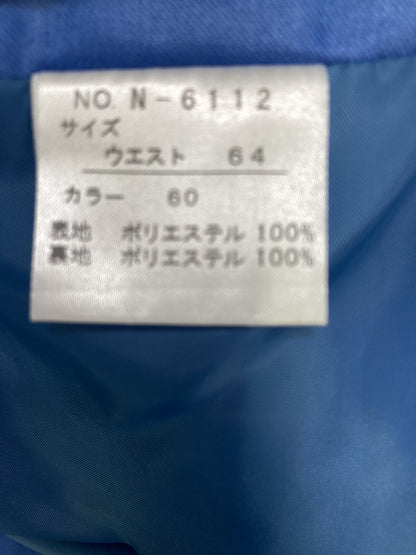 NO. N-6112
サイズ
ウエスト 64
カラー 60
表地 ポリエステル 100%
裏地 ポリエステル 100%